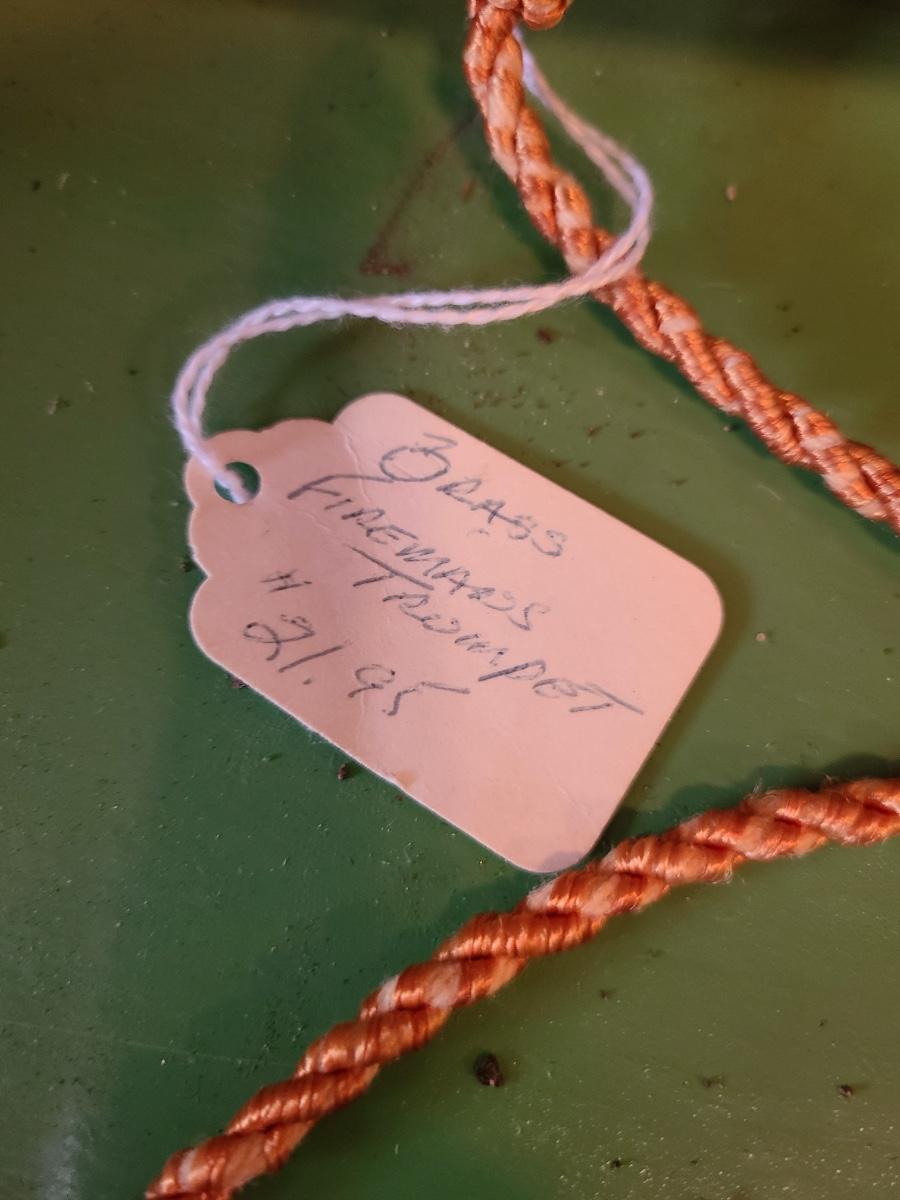 BRASS
FIREMANS
TRUMPET
"
21.95